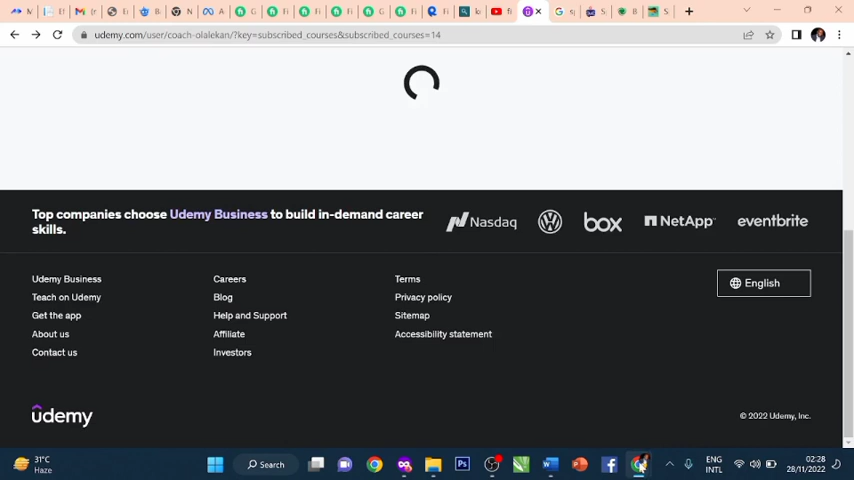 udemy.com/user/coach-olalekan/?key=subscribed_courses&subscribed_courses=14
Top companies choose Udemy Business to build in-demand career
skills.
Nasdaq
box
NetApp
eventbrite
Udemy Business
Careers
Terms
English
Teach on Udemy
Blog
Privacy policy
Get the app
Help and Support
Sitemap
About us
Affiliate
Accessibility statement
Contact us
Investors
udemy
© 2022 Udemy, Inc.
31°C
Haze
Search
ENG
INTL
02:28
28/11/2022